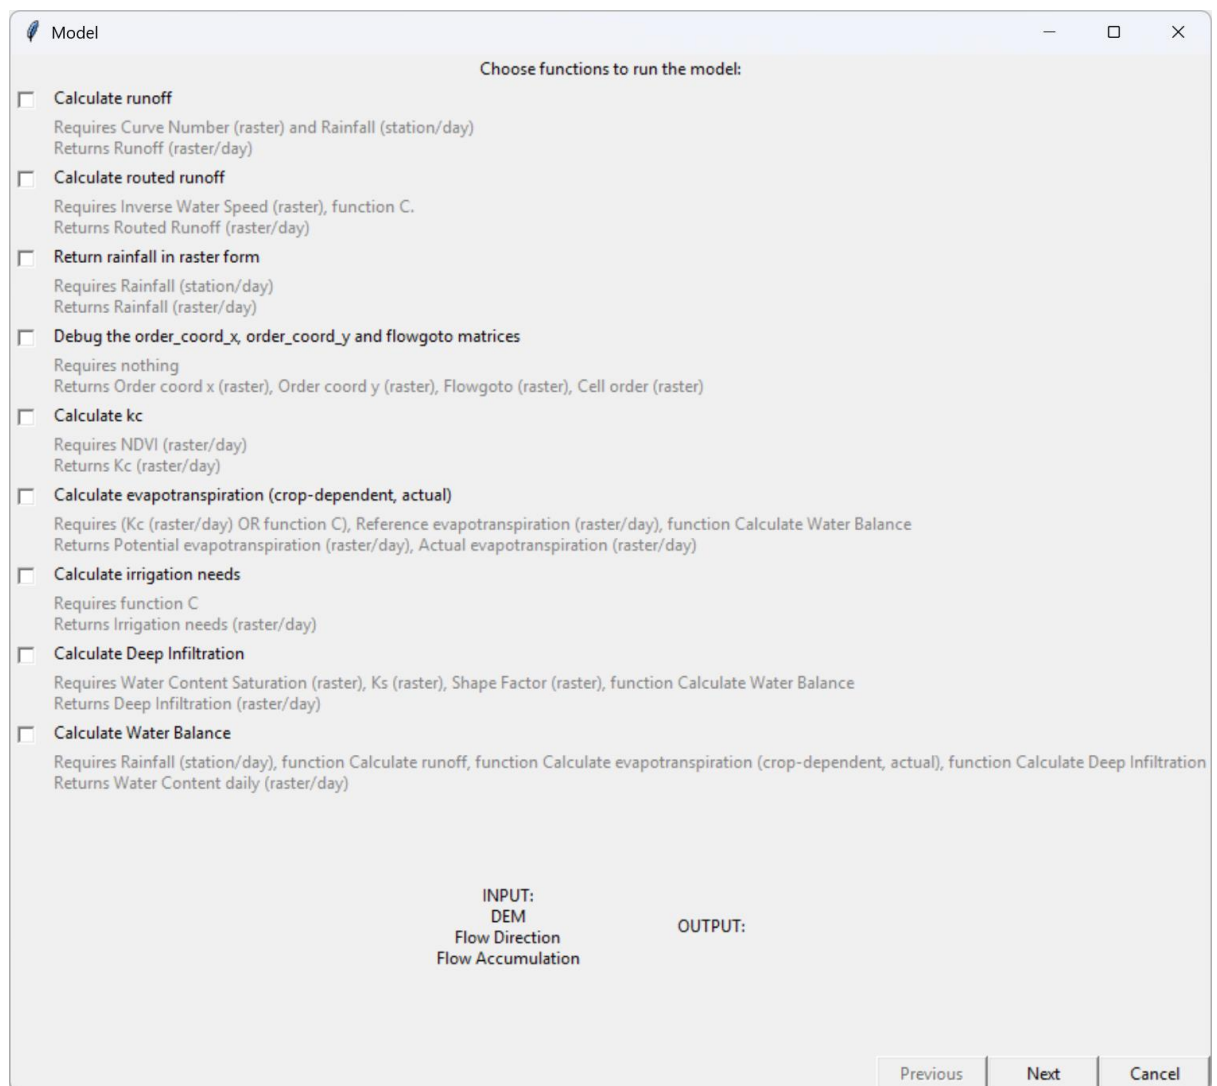 Model
Choose functions to run the model:
Calculate runoff
Requires Curve Number (raster) and Rainfall (station/day)
Returns Runoff (raster/day)
Calculate routed runoff
Requires Inverse Water Speed (raster), function C.
Returns Routed Runoff (raster/day)
Return rainfall in raster form
Requires Rainfall (station/day)
Returns Rainfall (raster/day)
Debug the order_coord_x, order_coord_y and flowgoto matrices
Requires nothing
Returns Order coord x (raster), Order coord y (raster), Flowgoto (raster), Cell order (raster)
Calculate kc
Requires NDVI (raster/day)
Returns Kc (raster/day)
Calculate evapotranspiration (crop-dependent, actual)
Requires (Kc (raster/day) OR function C), Reference evapotranspiration (raster/day), function Calculate Water Balance
Returns Potential evapotranspiration (raster/day), Actual evapotranspiration (raster/day)
Calculate irrigation needs
Requires function C
Returns Irrigation needs (raster/day)
Calculate Deep Infiltration
Requires Water Content Saturation (raster), Ks (raster), Shape Factor (raster), function Calculate Water Balance
Returns Deep Infiltration (raster/day)
Calculate Water Balance
Requires Rainfall (station/day), function Calculate runoff, function Calculate evapotranspiration (crop-dependent, actual), function Calculate Deep Infiltration
Returns Water Content daily (raster/day)
INPUT:
DEM
Flow Direction
Flow Accumulation
OUTPUT:
Previous
Next
Cancel